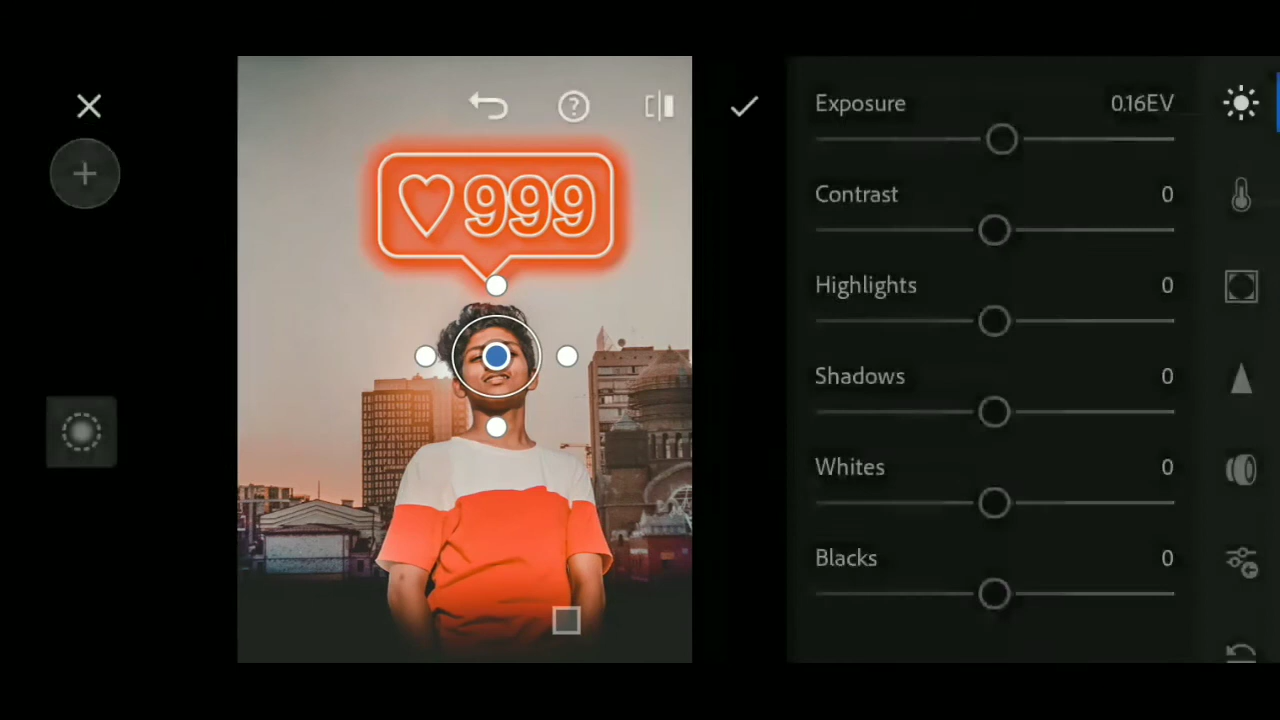 999
Exposure 0.16EV
Contrast 0
Highlights 0
Shadows 0
Whites 0
Blacks 0